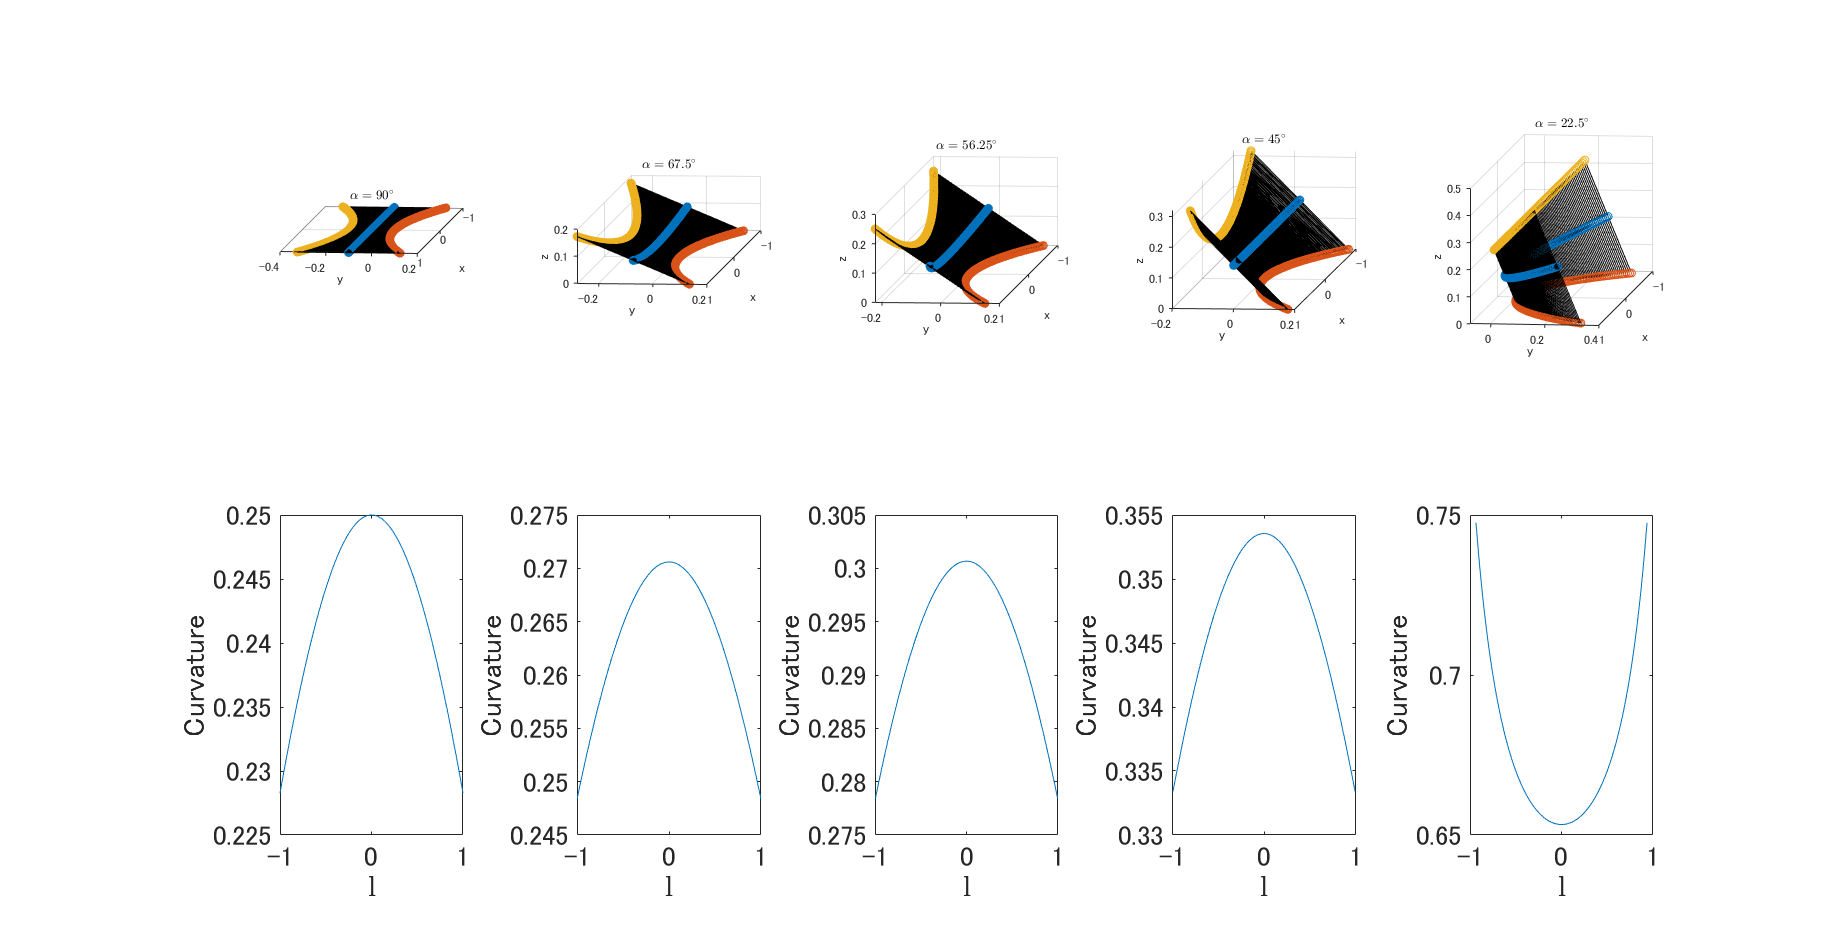 α = 90°
−0.4
−0.2
0
0.2
1
0
−1
y
x
α = 67.5°
0.2
0.1
0
z
−0.2
0
0.2
1
0
−1
y
x
α = 56.25°
0.3
0.2
0.1
0
z
−0.2
0
0.2
1
0
−1
y
x
α = 45°
0.3
0.2
0.1
0
z
−0.2
0
0.2
1
0
−1
y
x
α = 22.5°
0.5
0.4
0.3
0.2
0.1
0
z
0
0.2
0.4
1
0
−1
y
x
0.25
0.245
0.24
0.235
0.23
0.225
Curvature
−1 0 1
l
0.275
0.27
0.265
0.26
0.255
0.25
0.245
Curvature
−1 0 1
l
0.305
0.3
0.295
0.29
0.285
0.28
0.275
Curvature
−1 0 1
l
0.355
0.35
0.345
0.34
0.335
0.33
Curvature
−1 0 1
l
0.75
0.7
0.65
Curvature
−1 0 1
l